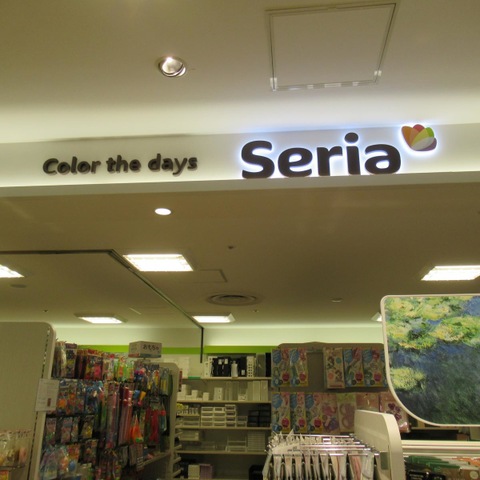 Color the days
Seria